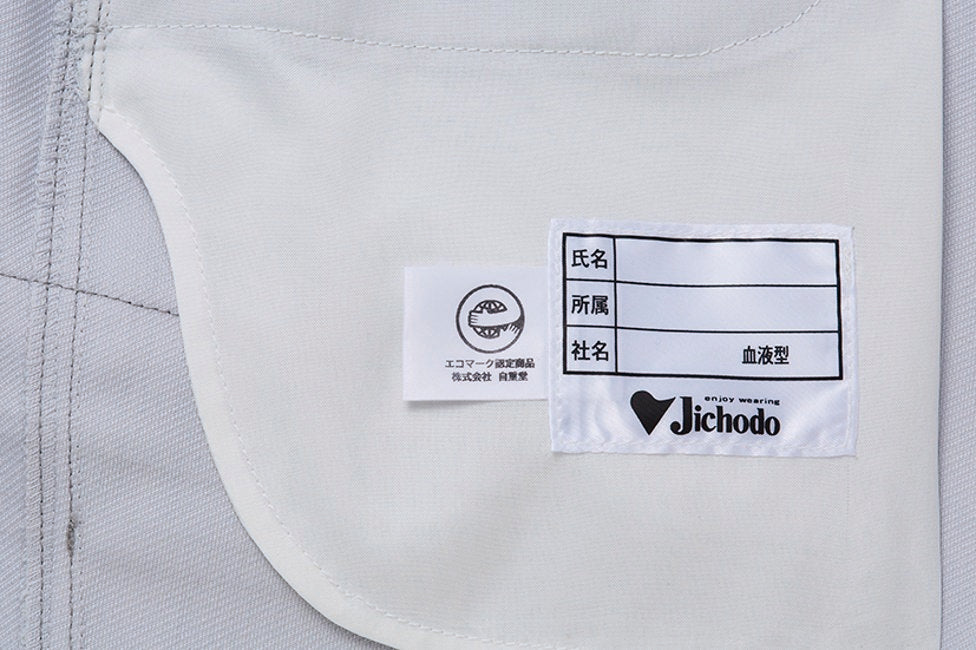 エコマーク認定商品
株式会社 自重堂
氏名
所属
社名 血液型
enjoy wearing
Jichodo